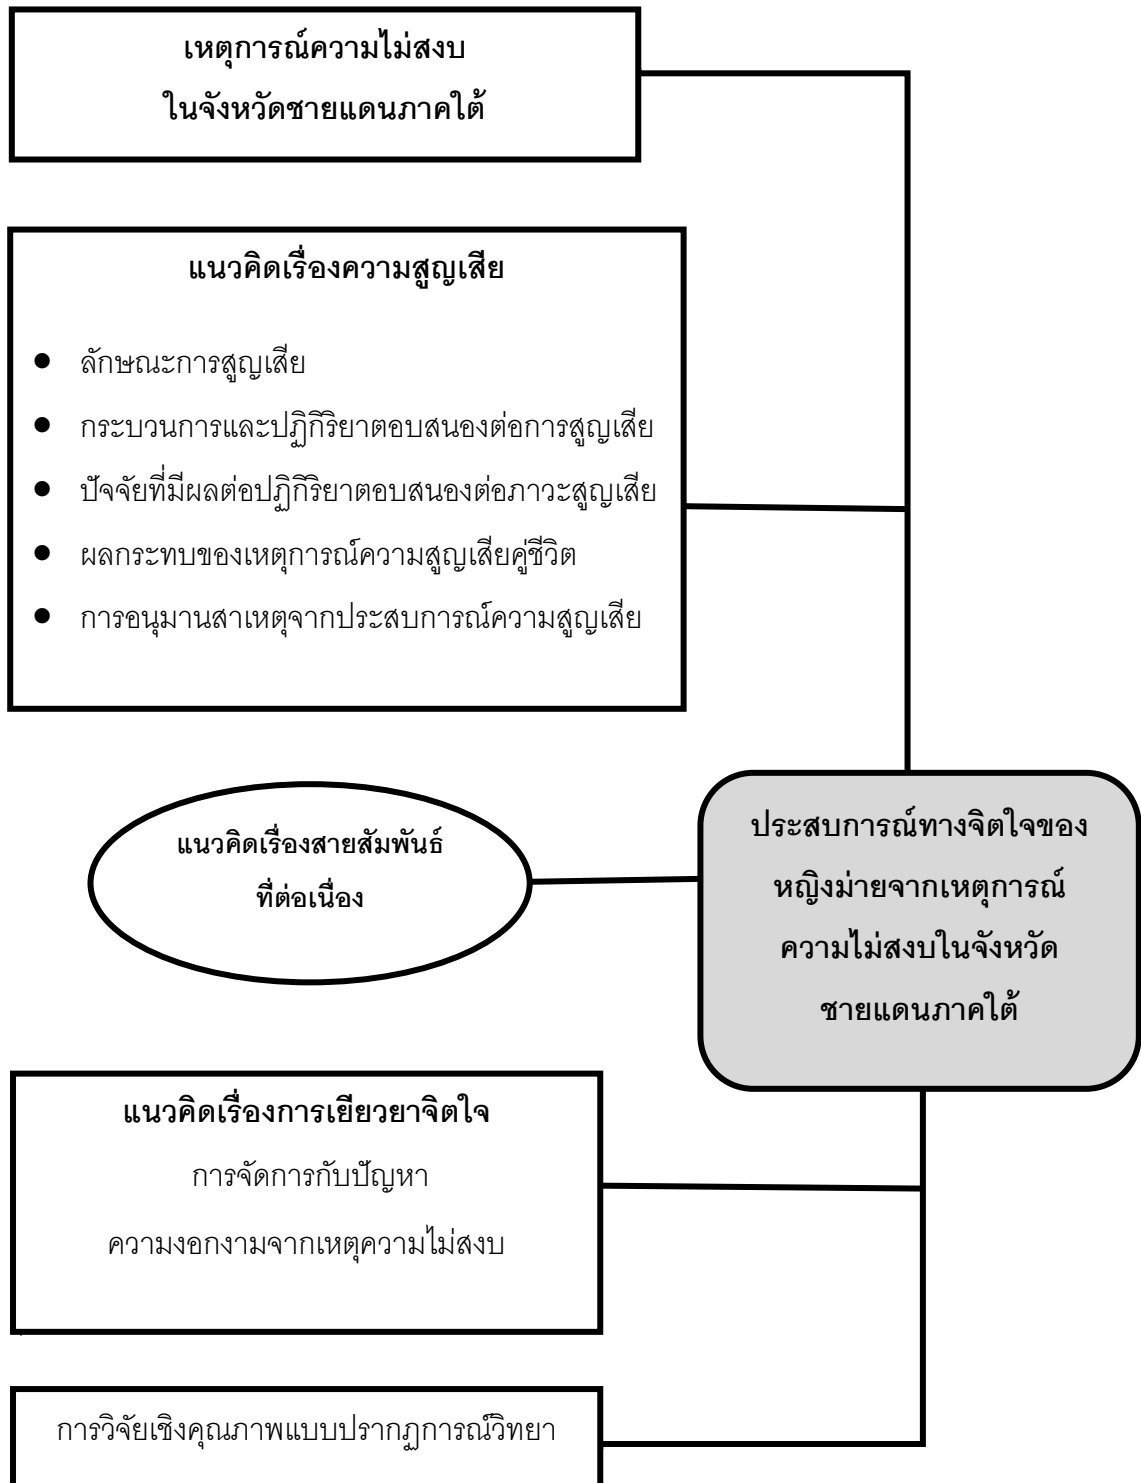 เหตุการณ์ความไม่สงบ
ในจังหวัดชายแดนภาคใต้
แนวคิดเรื่องความสูญเสีย
● ลักษณะการสูญเสีย
● กระบวนการและปฏิกิริยาตอบสนองต่อการสูญเสีย
● ปัจจัยที่มีผลต่อปฏิกิริยาตอบสนองต่อภาวะสูญเสีย
● ผลกระทบของเหตุการณ์ความสูญเสียคู่ชีวิต
● การอนุมานสาเหตุจากประสบการณ์ความสูญเสีย
แนวคิดเรื่องสายสัมพันธ์
ที่ต่อเนื่อง
ประสบการณ์ทางจิตใจของ
หญิงม่ายจากเหตุการณ์
ความไม่สงบในจังหวัด
ชายแดนภาคใต้
แนวคิดเรื่องการเยียวยาจิตใจ
การจัดการกับปัญหา
ความงอกงามจากเหตุความไม่สงบ
การวิจัยเชิงคุณภาพแบบปรากฏการณ์วิทยา